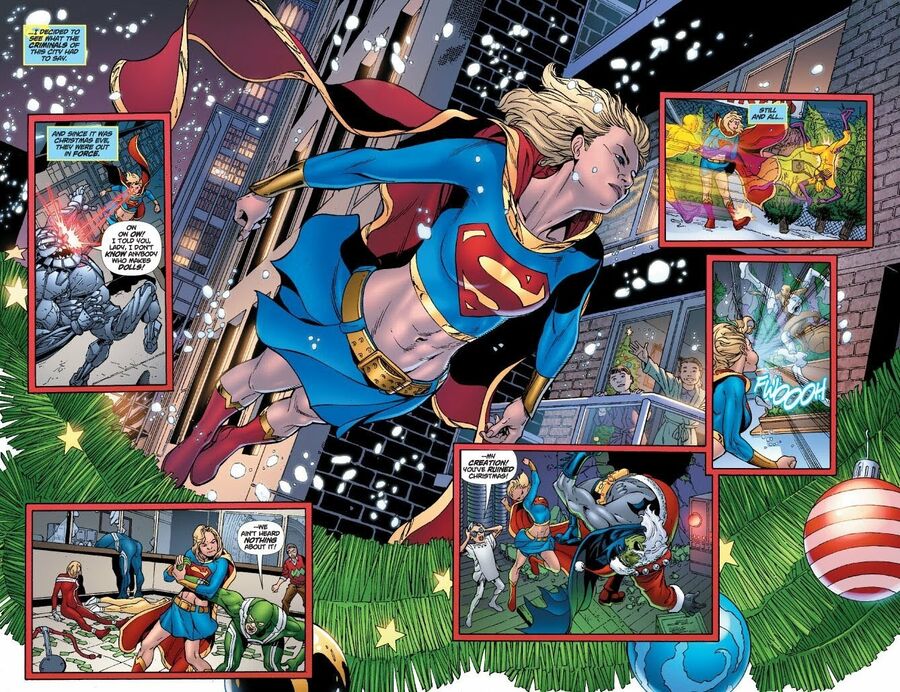 ...I DECIDED TO
SEE WHAT THE
CRIMINALS OF
THIS CITY HAD
TO SAY.
AND SINCE IT WAS
CHRISTMAS EVE,
THEY WERE OUT
IN FORCE.
OW
OW OW!
I TOLD YOU,
LADY, I DON'T
KNOW ANYBODY
WHO MAKES
DOLLS!
--WE
AIN'T HEARD
NOTHING
ABOUT IT!
--MY
CREATION!
YOU'VE RUINED
CHRISTMAS!
STILL
AND ALL...
FWOOOH